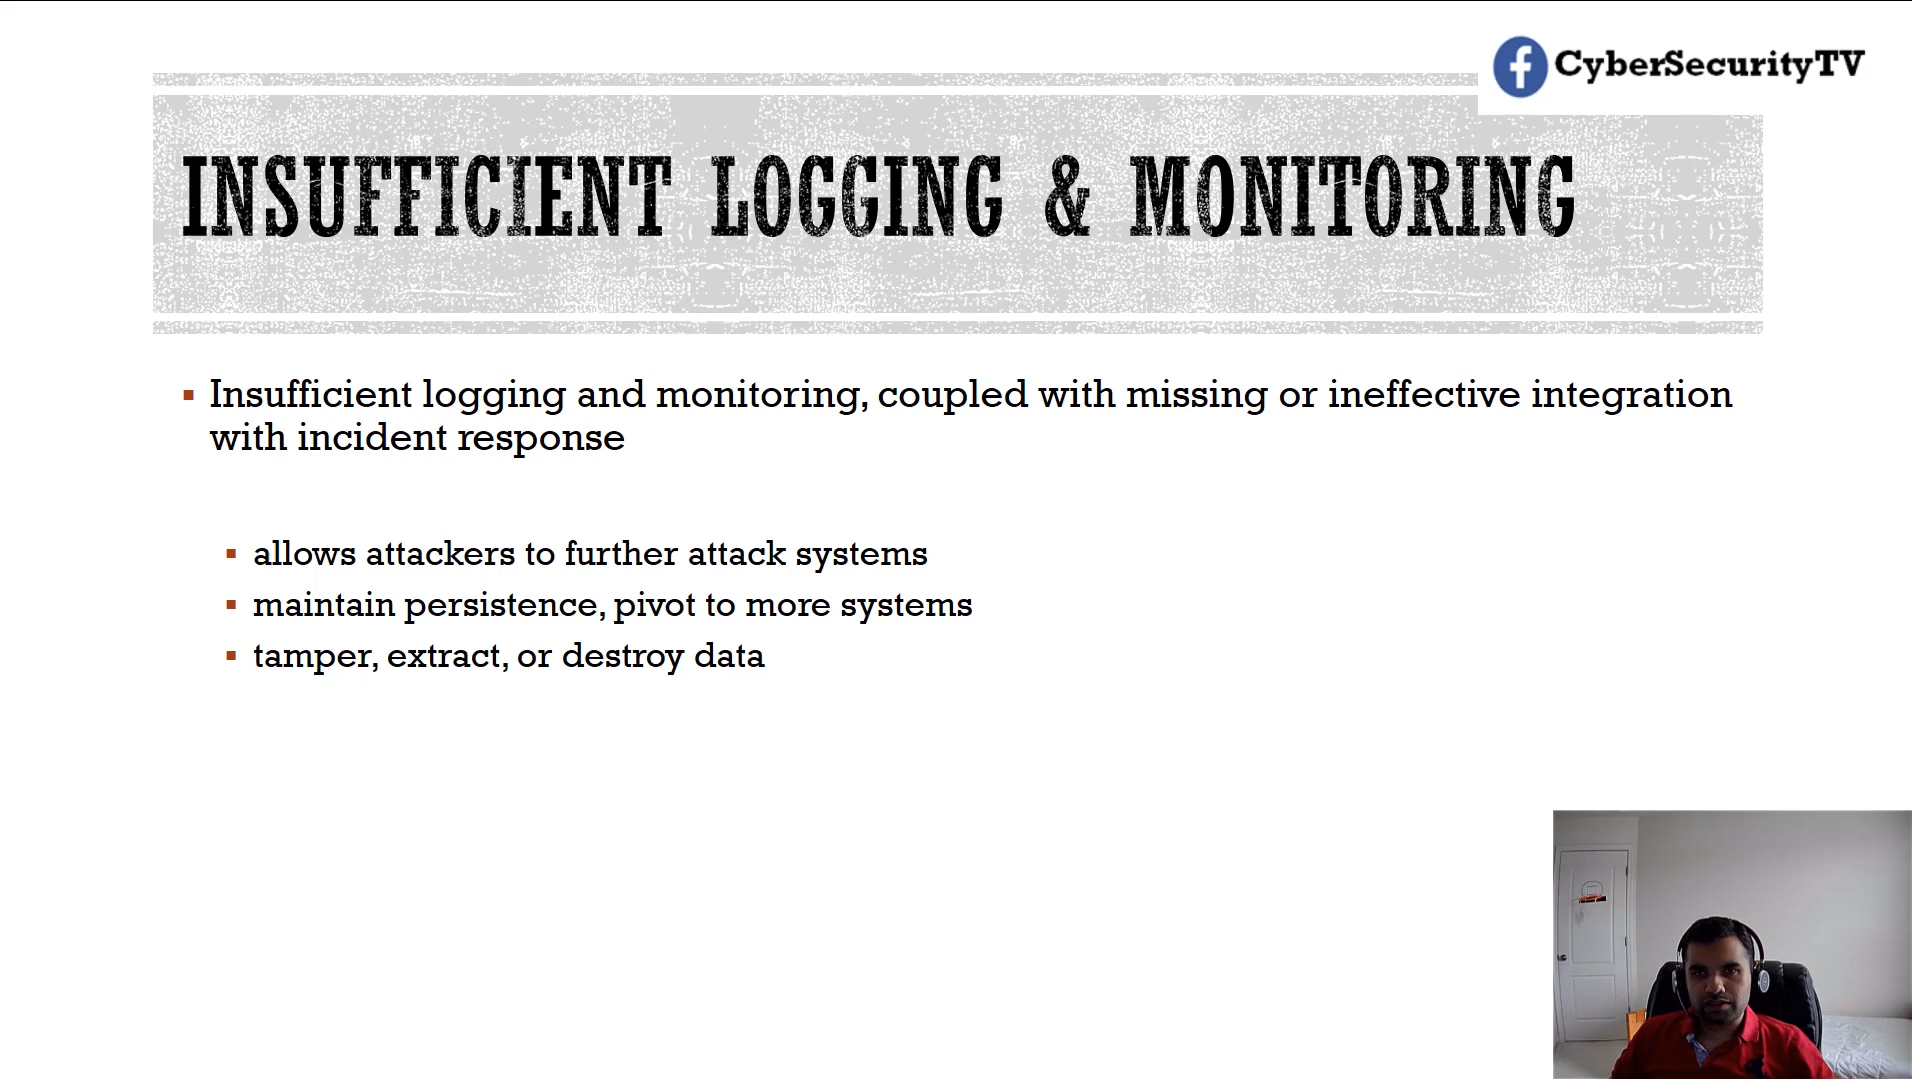 CyberSecurityTV
INSUFFICIENT LOGGING & MONITORING
Insufficient logging and monitoring, coupled with missing or ineffective integration
with incident response
allows attackers to further attack systems
maintain persistence, pivot to more systems
tamper, extract, or destroy data